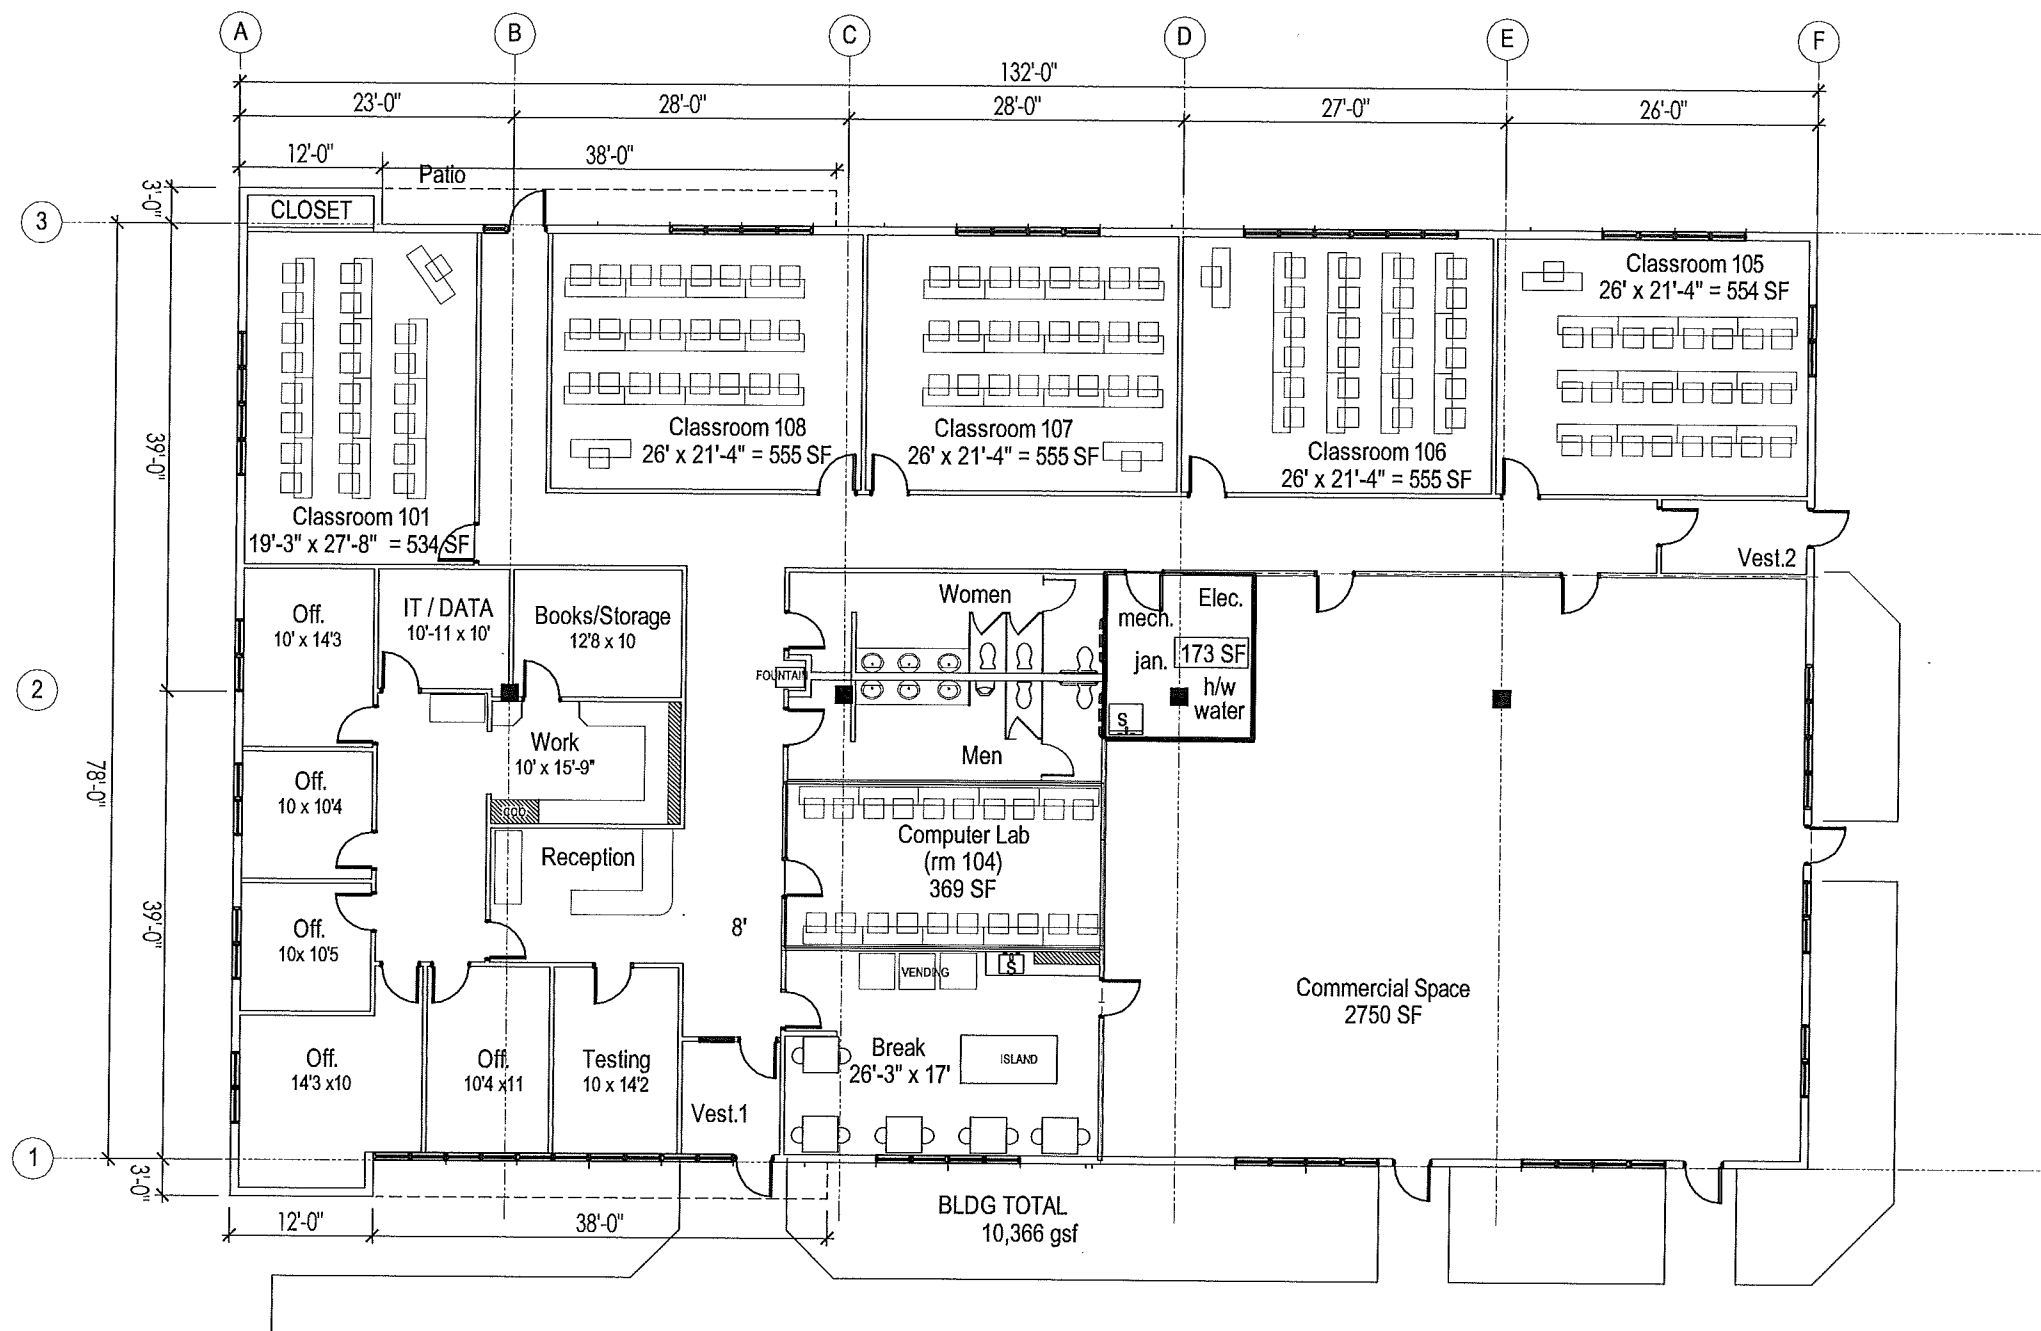 A
B
C
D
E
F
132'-0"
23'-0"
28'-0"
28'-0"
27'-0"
26'-0"
12'-0"
38'-0"
Patio
3'-0"
CLOSET
3
Classroom 105
26' x 21'-4" = 554 SF
Classroom 108
26' x 21'-4" = 555 SF
Classroom 107
26' x 21'-4" = 555 SF
Classroom 106
26' x 21'-4" = 555 SF
39'-0"
Classroom 101
19'-3" x 27'-8" = 534 SF
Vest.2
Off.
10' x 14'3
IT / DATA
10'-11 x 10'
Books/Storage
12'8 x 10
Women
Elec.
mech.
jan.
173 SF
h/w
water
S
FOUNTAIN
2
Work
10' x 15'-9"
Men
78'-0"
Off.
10 x 10'4
Computer Lab
(rm 104)
369 SF
Reception
39'-0"
Off.
10x 10'5
8'
VENDING
S
Commercial Space
2750 SF
Off.
14'3 x10
Off.
10'4 x11
Testing
10 x 14'2
Vest.1
Break
26'-3" x 17'
ISLAND
1
3'-0"
12'-0"
38'-0"
BLDG TOTAL
10,366 gsf